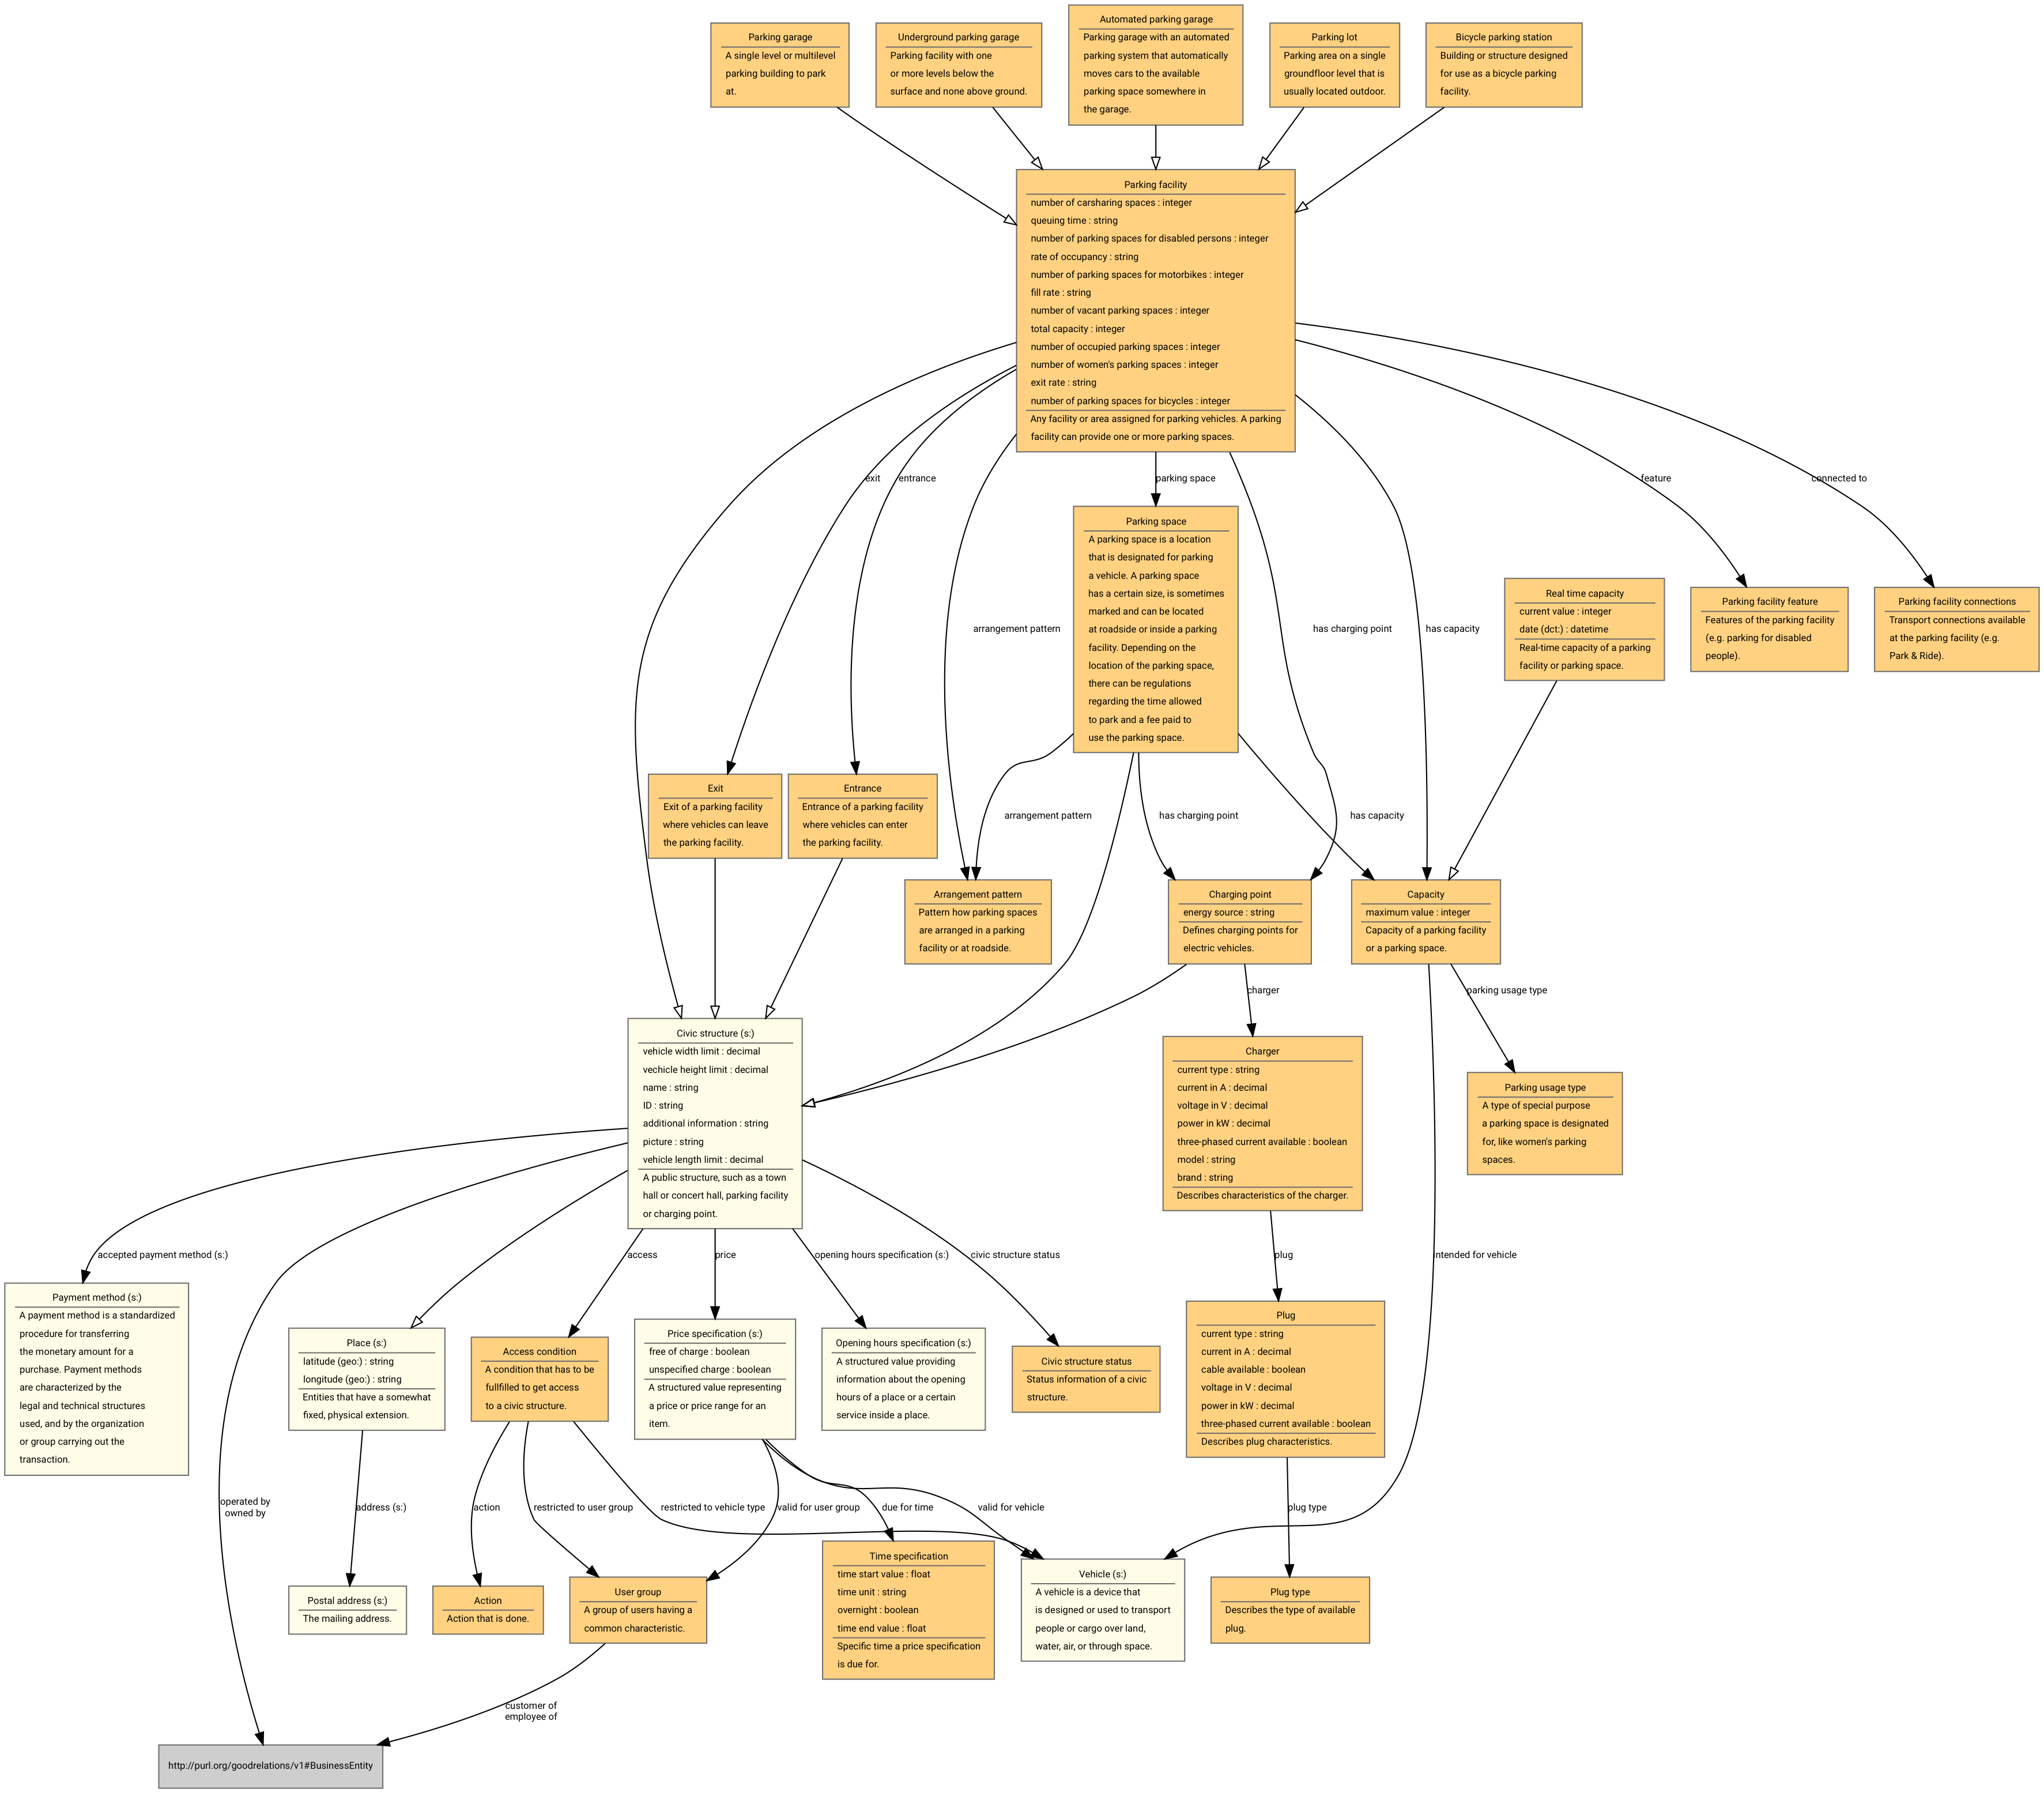 Parking garage
A single level or multilevel
parking building to park
at.
Underground parking garage
Parking facility with one
or more levels below the
surface and none above ground.
Automated parking garage
Parking garage with an automated
parking system that automatically
moves cars to the available
parking space somewhere in
the garage.
Parking lot
Parking area on a single
groundfloor level that is
usually located outdoor.
Bicycle parking station
Building or structure designed
for use as a bicycle parking
facility.
Parking facility
number of carsharing spaces : integer
queuing time : string
number of parking spaces for disabled persons : integer
rate of occupancy : string
number of parking spaces for motorbikes : integer
fill rate : string
number of vacant parking spaces : integer
total capacity : integer
number of occupied parking spaces : integer
number of women's parking spaces : integer
exit rate : string
number of parking spaces for bicycles : integer
Any facility or area assigned for parking vehicles. A parking
facility can provide one or more parking spaces.
exit
entrance
parking space
feature
connected to
Parking space
A parking space is a location
that is designated for parking
a vehicle. A parking space
has a certain size, is sometimes
marked and can be located
at roadside or inside a parking
facility. Depending on the
location of the parking space,
there can be regulations
regarding the time allowed
to park and a fee paid to
use the parking space.
arrangement pattern
has charging point
has capacity
Real time capacity
current value : integer
date (dct:) : datetime
Real-time capacity of a parking
facility or parking space.
Parking facility feature
Features of the parking facility
(e.g. parking for disabled
people).
Parking facility connections
Transport connections available
at the parking facility (e.g.
Park & Ride).
Exit
Exit of a parking facility
where vehicles can leave
the parking facility.
Entrance
Entrance of a parking facility
where vehicles can enter
the parking facility.
arrangement pattern
has charging point
has capacity
Arrangement pattern
Pattern how parking spaces
are arranged in a parking
facility or at roadside.
Charging point
energy source : string
Defines charging points for
electric vehicles.
Capacity
maximum value : integer
Capacity of a parking facility
or a parking space.
charger
parking usage type
Civic structure (s:)
vehicle width limit : decimal
vechicle height limit : decimal
name : string
ID : string
additional information : string
picture : string
vehicle length limit : decimal
A public structure, such as a town
hall or concert hall, parking facility
or charging point.
Charger
current type : string
current in A : decimal
voltage in V : decimal
power in kW : decimal
three-phased current available : boolean
model : string
brand : string
Describes characteristics of the charger.
Parking usage type
A type of special purpose
a parking space is designated
for, like women's parking
spaces.
accepted payment method (s:)
access
price
opening hours specification (s:)
civic structure status
plug
intended for vehicle
Payment method (s:)
A payment method is a standardized
procedure for transferring
the monetary amount for a
purchase. Payment methods
are characterized by the
legal and technical structures
used, and by the organization
or group carrying out the
transaction.
Place (s:)
latitude (geo:) : string
longitude (geo:) : string
Entities that have a somewhat
fixed, physical extension.
Access condition
A condition that has to be
fullfilled to get access
to a civic structure.
Price specification (s:)
free of charge : boolean
unspecified charge : boolean
A structured value representing
a price or price range for an
item.
Opening hours specification (s:)
A structured value providing
information about the opening
hours of a place or a certain
service inside a place.
Civic structure status
Status information of a civic
structure.
Plug
current type : string
current in A : decimal
cable available : boolean
voltage in V : decimal
power in kW : decimal
three-phased current available : boolean
Describes plug characteristics.
operated by
owned by
address (s:)
action
restricted to user group
restricted to vehicle type
valid for user group
due for time
valid for vehicle
plug type
Postal address (s:)
The mailing address.
Action
Action that is done.
User group
A group of users having a
common characteristic.
Time specification
time start value : float
time unit : string
overnight : boolean
time end value : float
Specific time a price specification
is due for.
Vehicle (s:)
A vehicle is a device that
is designed or used to transport
people or cargo over land,
water, air, or through space.
Plug type
Describes the type of available
plug.
customer of
employee of
http://purl.org/goodrelations/v1#BusinessEntity